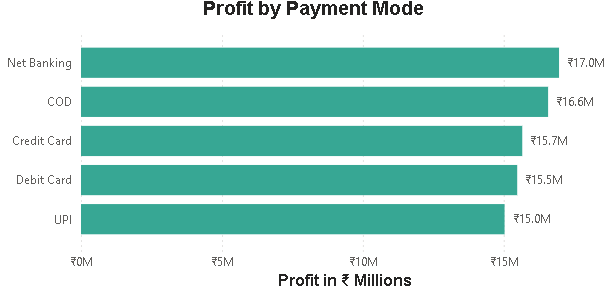 Profit by Payment Mode
Net Banking ₹17.0M
COD ₹16.6M
Credit Card ₹15.7M
Debit Card ₹15.5M
UPI ₹15.0M
₹0M ₹5M ₹10M ₹15M
Profit in ₹ Millions